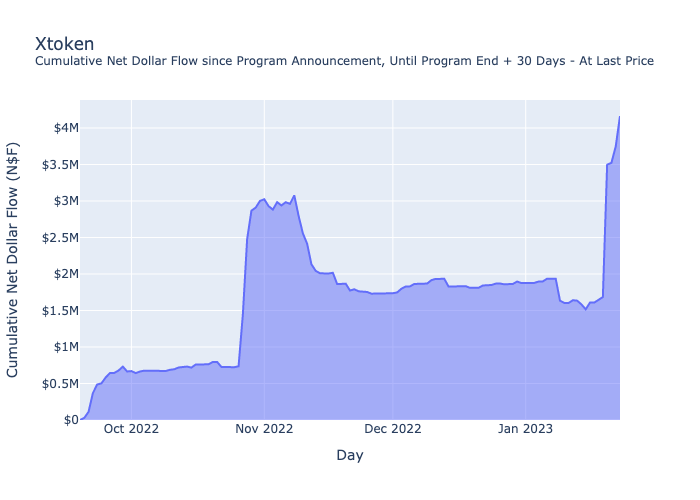 Xtoken
Cumulative Net Dollar Flow since Program Announcement, Until Program End + 30 Days - At Last Price
Cumulative Net Dollar Flow (N$F)
$4M
$3.5M
$3M
$2.5M
$2M
$1.5M
$1M
$0.5M
$0
Oct 2022
Nov 2022
Dec 2022
Jan 2023
Day